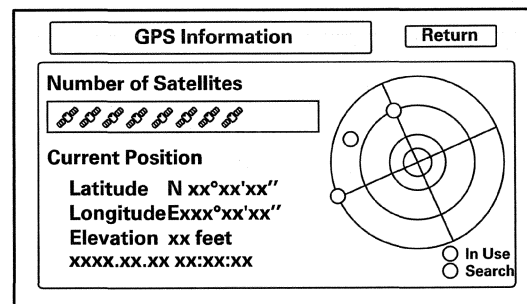 GPS Information
Return
Number of Satellites
Current Position
Latitude N xx°xx'xx"
LongitudeExxx°xx'xx"
Elevation xx feet
xxxx.xx.xx xx:xx:xx
In Use
Search